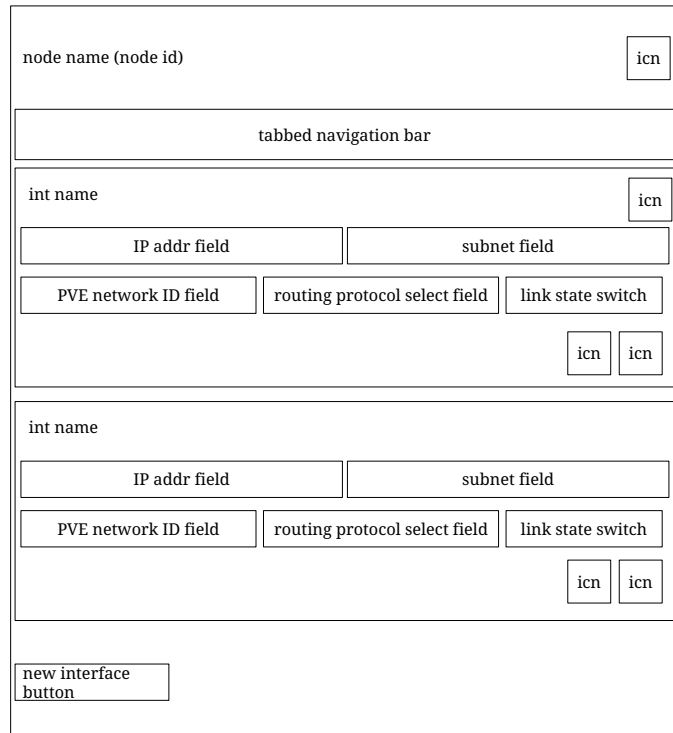 node name (node id)
icn
tabbed navigation bar
int name
icn
IP addr field
subnet field
PVE network ID field
routing protocol select field
link state switch
icn
icn
int name
IP addr field
subnet field
PVE network ID field
routing protocol select field
link state switch
icn
icn
new interface
button